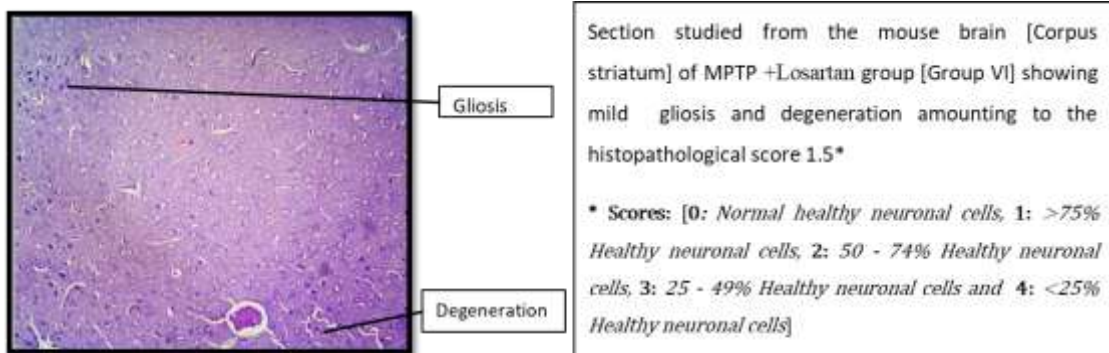 Gliosis
Degeneration
Section studied from the mouse brain [Corpus
striatum] of MPTP +Losartan group [Group VI] showing
mild gliosis and degeneration amounting to the
histopathological score 1.5*
* Scores: [0: Normal healthy neuronal cells, 1: >75%
Healthy neuronal cells, 2: 50 - 74% Healthy neuronal
cells, 3: 25 - 49% Healthy neuronal cells and 4: <25%
Healthy neuronal cells]